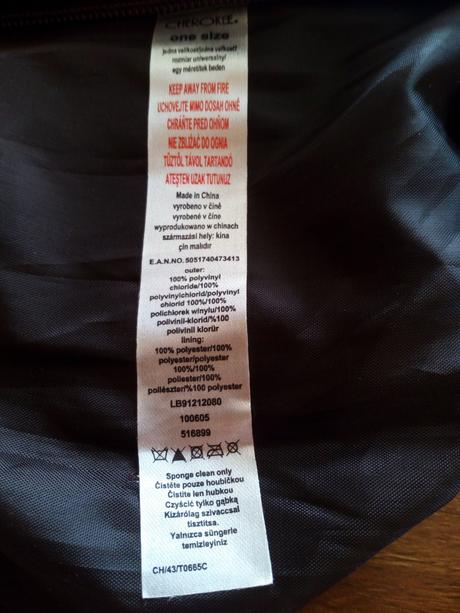 CHEROKEE.
one size
jedna velikost/jedna veľkosť/
rozmiar uniwersalny/
egy méret/tek beden
KEEP AWAY FROM FIRE
UCHOVEJTE MIMO DOSAH OHNĚ
CHRÁŇTE PRED OHŇOM
NIE ZBLIŻAĆ DO OGNIA
TŰZTŐL TÁVOL TARTANDÓ
ATEŞTEN UZAK TUTUNUZ
Made in China
vyrobeno v číně
vyrobené v číne
wyprodukowano w chinach
származási hely: kína
çin malıdır
E.A.N.NO. 5051740473413
outer:
100% polyvinyl
chloride/100%
polyvinylchlorid/polyvinyl
chlorid 100%/100%
polichlorek winylu/100%
polivinil-klorid/%100
polivinil klorür
lining:
100% polyester/100%
polyester/polyester
100%/100%
poliester/100%
poliészter/%100 polyester
LB91212080
100605
516899
Sponge clean only
Čistěte pouze houbičkou
Čistite len hubkou
Czyścić tylko gąbką
Kizárólag szivaccsal
tisztítsa.
Yalnızca süngerle
temizleyiniz
CH/43/T0665C